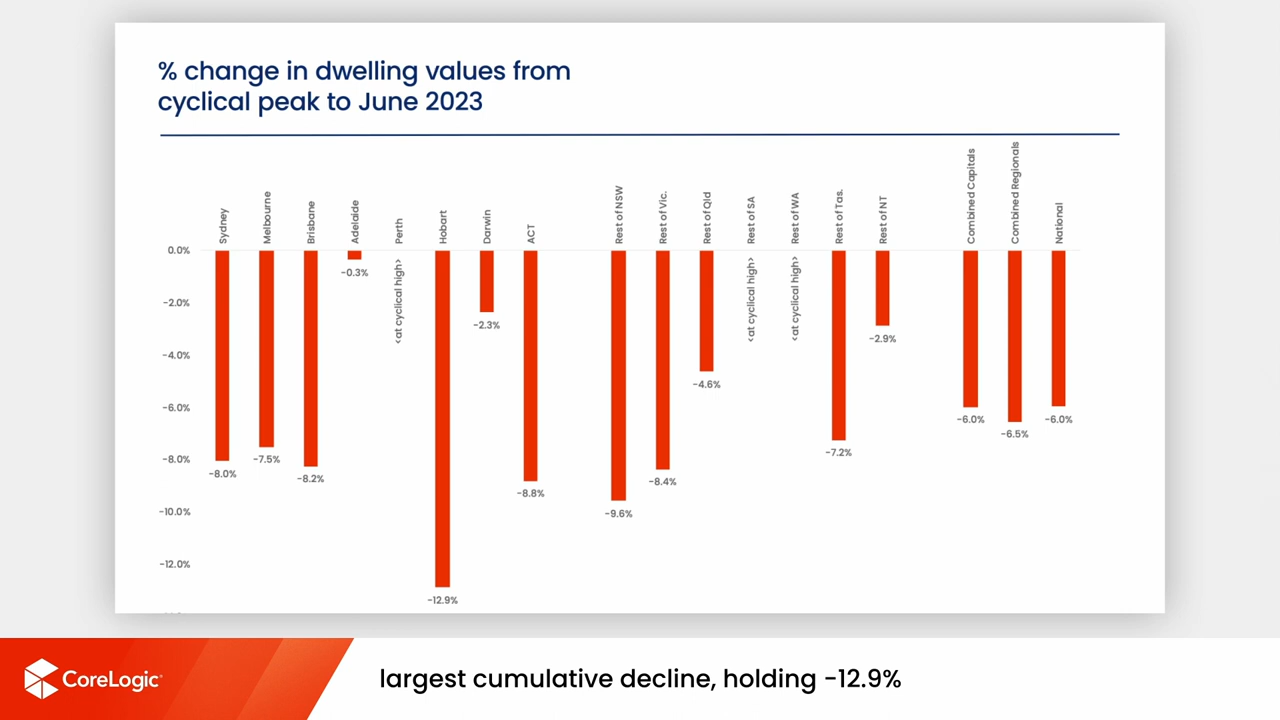 % change in dwelling values from
cyclical peak to June 2023
Sydney
Melbourne
Brisbane
Adelaide
Perth
Hobart
Darwin
ACT
Rest of NSW
Rest of Vic.
Rest of Qld
Rest of SA
Rest of WA
Rest of Tas.
Rest of NT
Combined Capitals
Combined Regionals
National
0.0%
-2.0%
-4.0%
-6.0%
-8.0%
-10.0%
-12.0%
-8.0%
-7.5%
-8.2%
-0.3%
<at cyclical high>
-12.9%
-2.3%
-8.8%
-9.6%
-8.4%
-4.6%
<at cyclical high>
<at cyclical high>
-7.2%
-2.9%
-6.0%
-6.5%
-6.0%
CoreLogic
largest cumulative decline, holding -12.9%